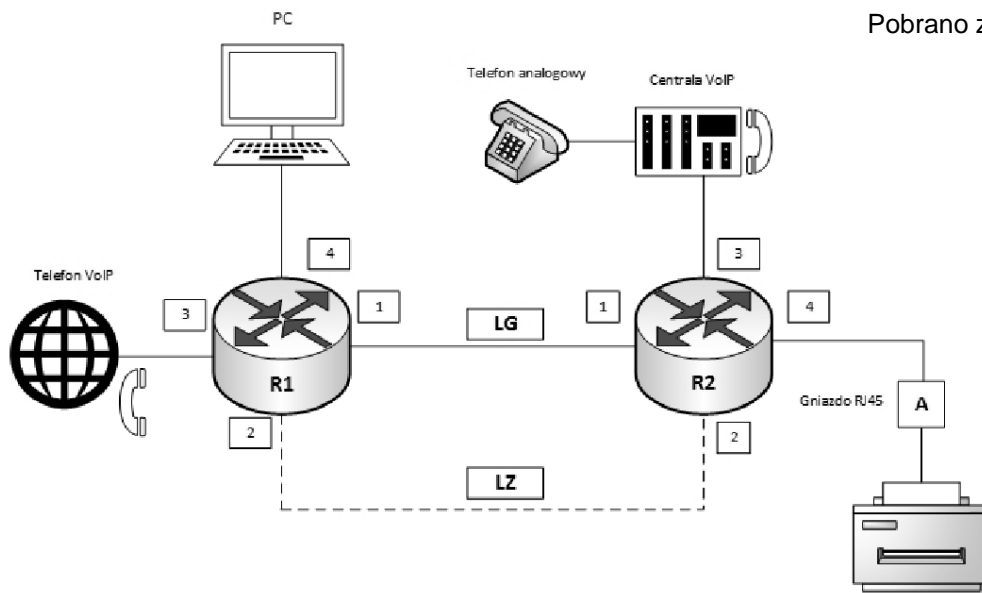 Pobrano z
PC
Telefon analogowy
Centrala VoIP
4
3
Telefon VoIP
3
1
LG
1
4
R1
R2
Gniazdo RJ45
A
2
2
LZ